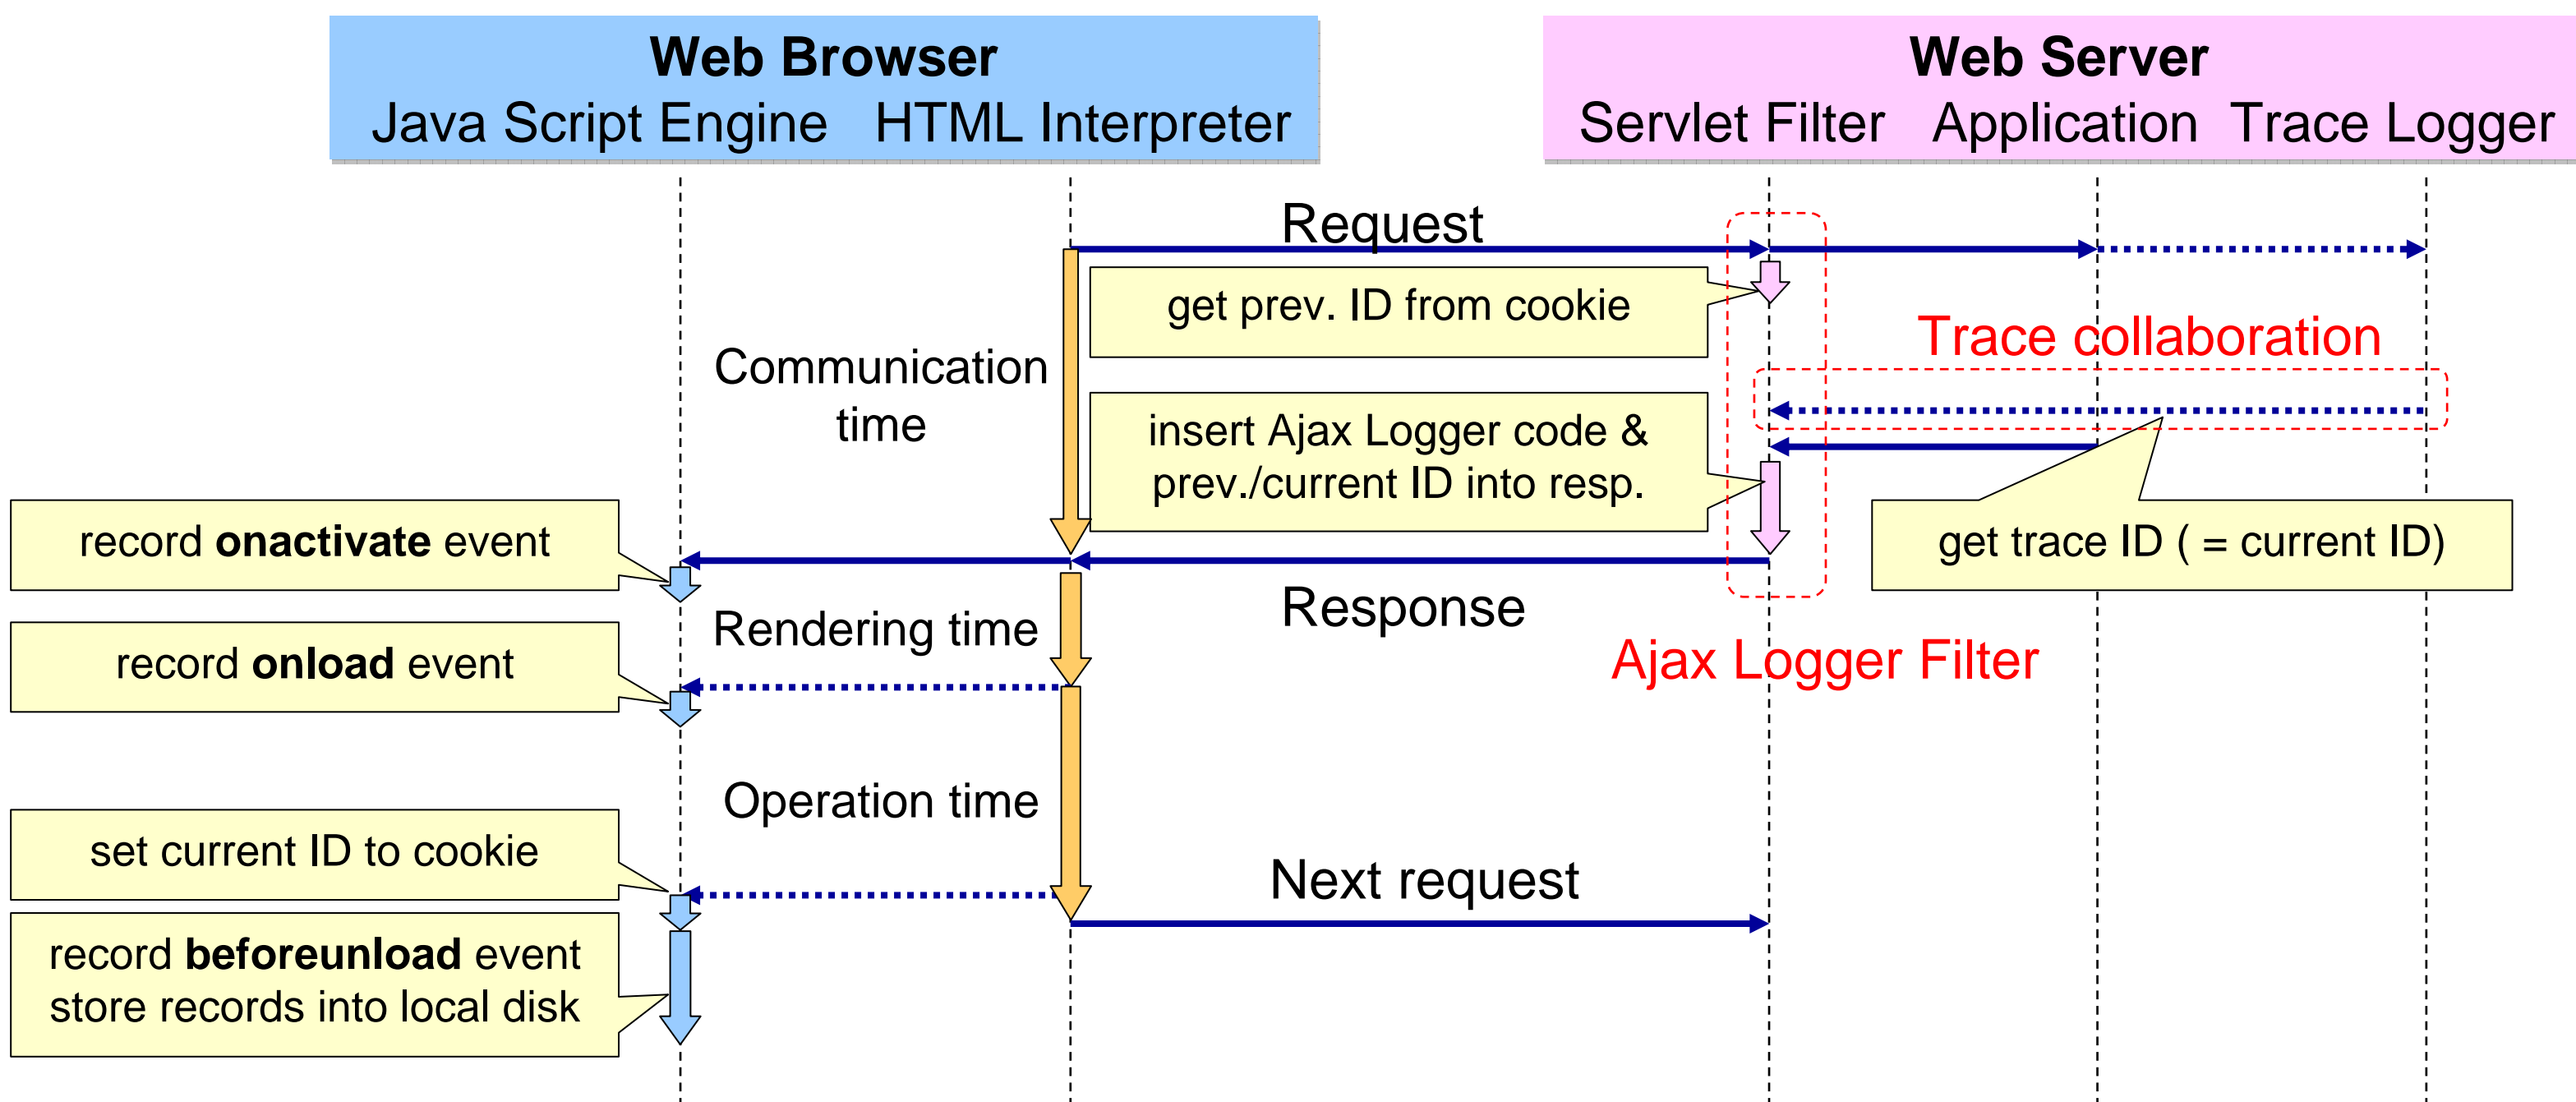 Web Browser
Java Script Engine HTML Interpreter
Web Server
Servlet Filter Application Trace Logger
Request
get prev. ID from cookie
Trace collaboration
Communication
time
insert Ajax Logger code &
prev./current ID into resp.
get trace ID ( = current ID)
record onactivate event
Response
Rendering time
Ajax Logger Filter
record onload event
Operation time
set current ID to cookie
Next request
record beforeunload event
store records into local disk